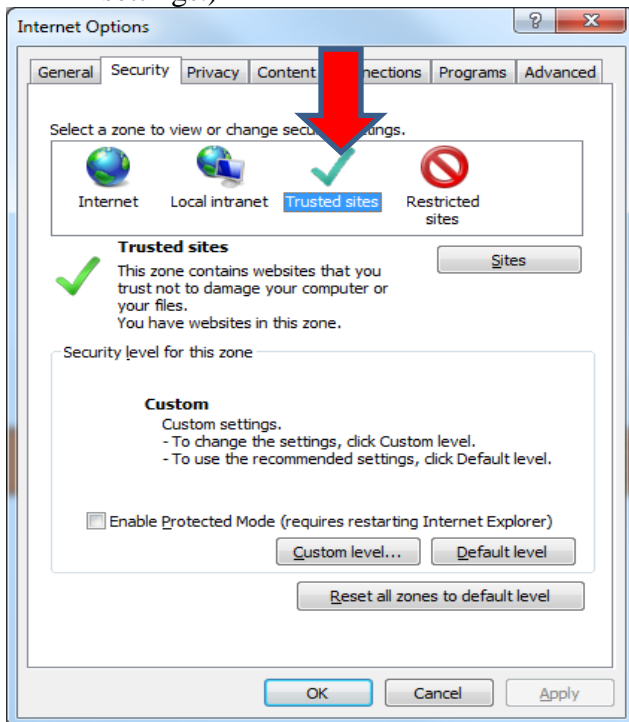 Internet Options
General Security Privacy Content Programs Advanced
Select a zone to view or change
Internet Local intranet Trusted sites Restricted sites
Trusted sites
This zone contains websites that you
trust not to damage your computer or
your files.
You have websites in this zone.
Sites
Security level for this zone
Custom
Custom settings.
- To change the settings, click Custom level.
- To use the recommended settings, click Default level.
Enable Protected Mode (requires restarting Internet Explorer)
Custom level... Default level
Reset all zones to default level
OK Cancel Apply